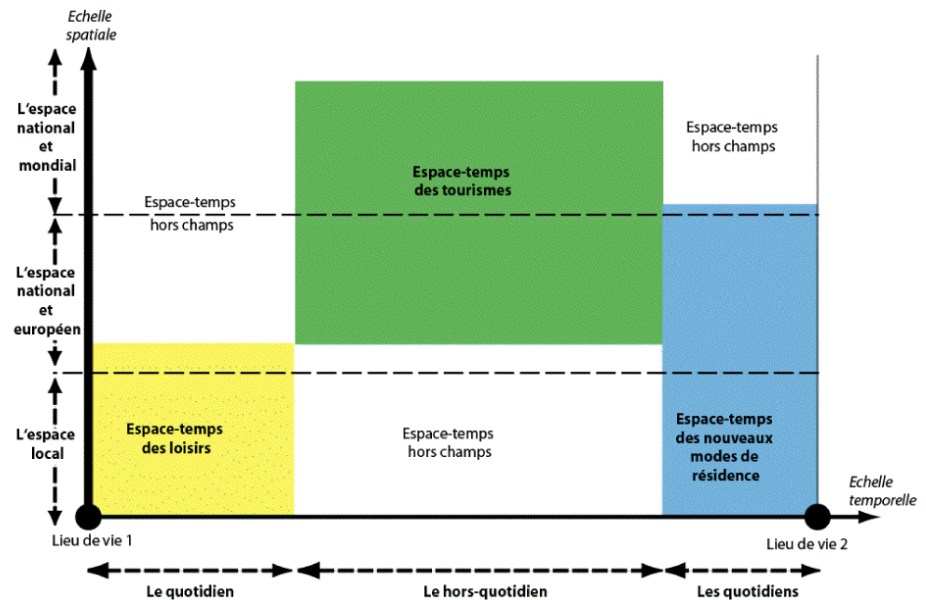 Echelle
spatiale
L'espace
national
et
mondial
Espace-temps
hors champs
Espace-temps
des tourismes
Espace-temps
hors champs
L'espace
national et
européen
L'espace
local
Espace-temps
des loisirs
Espace-temps
hors champs
Espace-temps
des nouveaux
modes de
résidence
Echelle
temporelle
Lieu de vie 1
Lieu de vie 2
Le quotidien
Le hors-quotidien
Les quotidiens